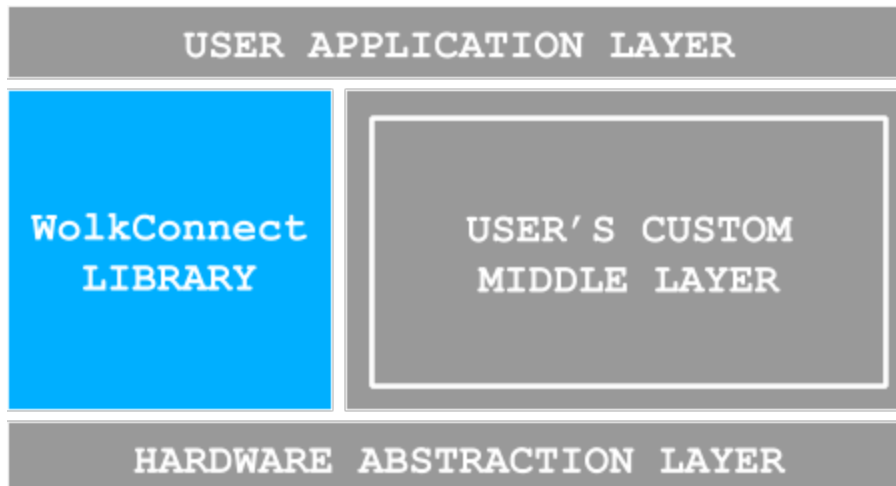 USER APPLICATION LAYER
WolkConnect
LIBRARY
USER'S CUSTOM
MIDDLE LAYER
HARDWARE ABSTRACTION LAYER